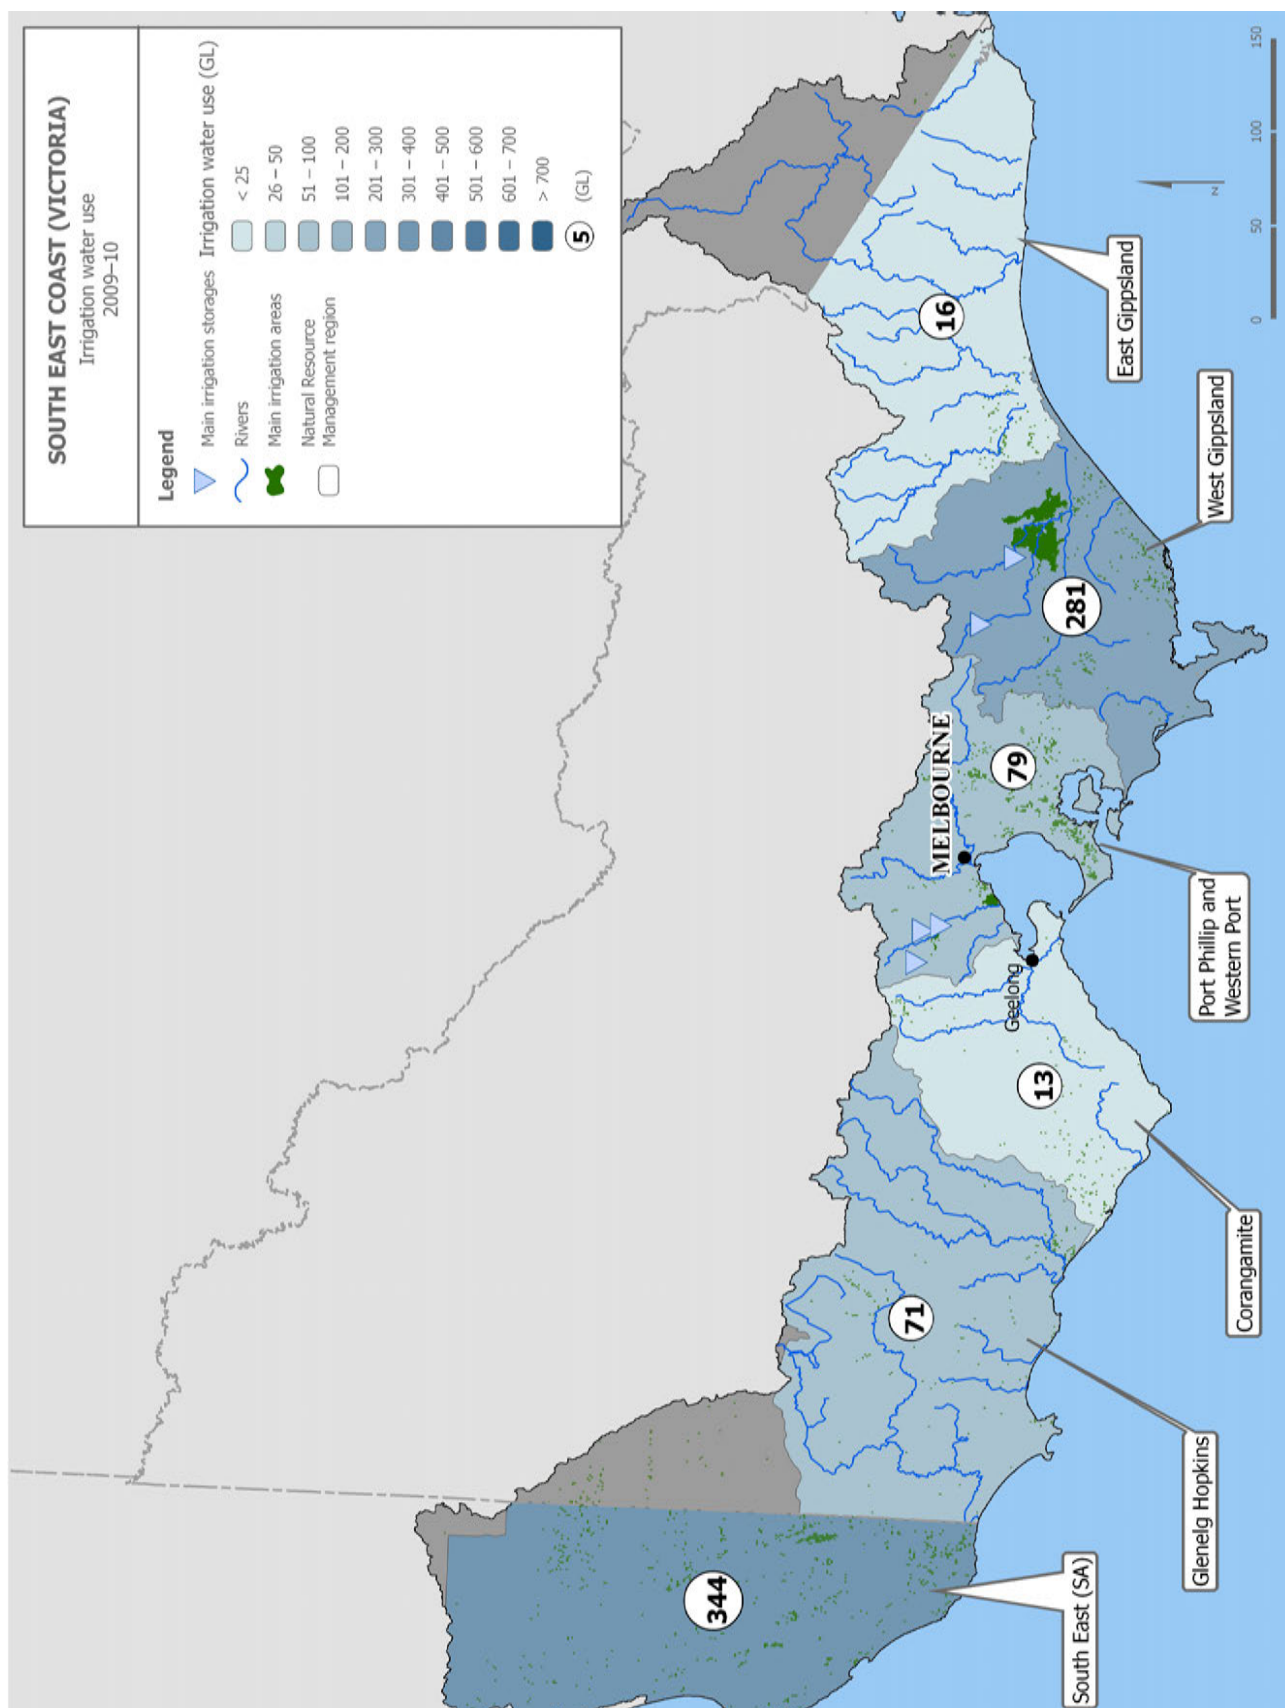 SOUTH EAST COAST (VICTORIA)
Irrigation water use
2009–10
Legend
Main irrigation storages
Rivers
Main irrigation areas
Natural Resource
Management region
Irrigation water use (GL)
< 25
26 – 50
51 – 100
101 – 200
201 – 300
301 – 400
401 – 500
501 – 600
601 – 700
> 700
5 (GL)
344
71
13
79
281
16
MELBOURNE
Geelong
South East (SA)
Glenelg Hopkins
Corangamite
Port Phillip and
Western Port
West Gippsland
East Gippsland
N
0 50 100 150